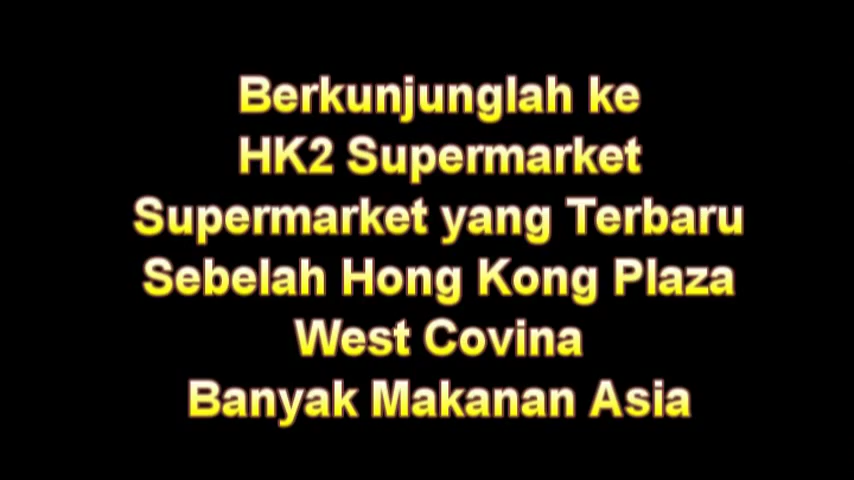 Berkunjunglah ke
HK2 Supermarket
Supermarket yang Terbaru
Sebelah Hong Kong Plaza
West Covina
Banyak Makanan Asia